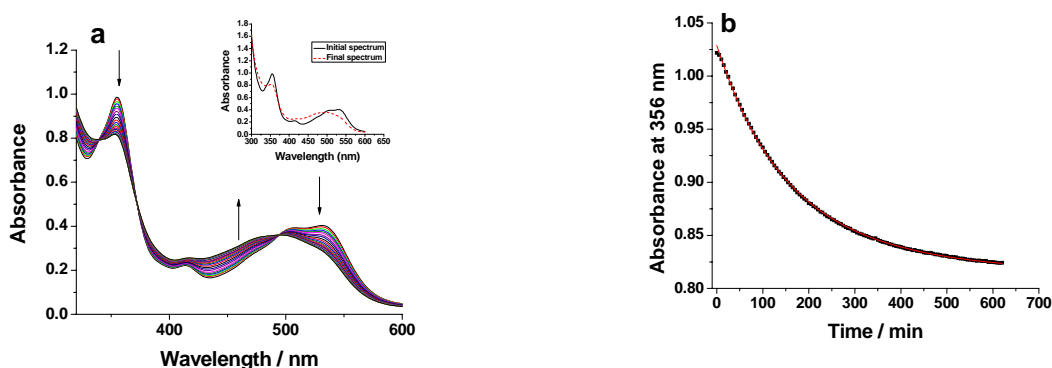 a
1.2
1.0
0.8
0.6
0.4
0.2
0.0
Absorbance
400
500
600
Wavelength / nm
Initial spectrum
Final spectrum
1.8
1.6
1.4
1.2
1.0
0.8
0.6
0.4
0.2
0.0
Absorbance
300 350 400 450 500 550 600 650
Wavelength (nm)
b
1.05
1.00
0.95
0.90
0.85
0.80
Absorbance at 356 nm
0 100 200 300 400 500 600 700
Time / min